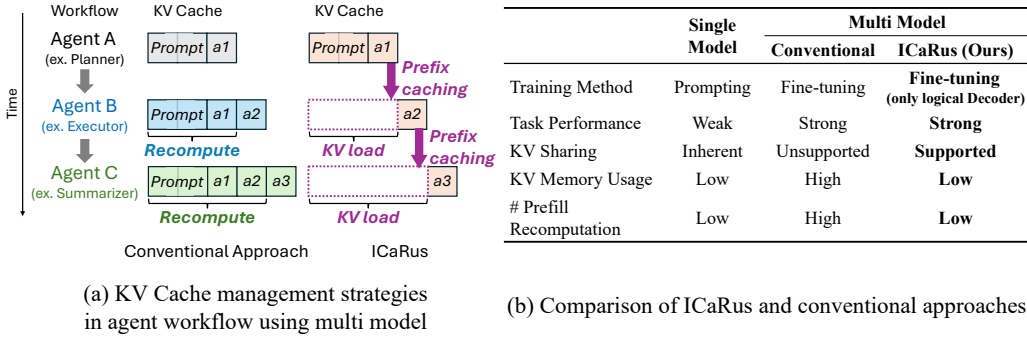 Workflow KV Cache KV Cache
Agent A
(ex. Planner)
Prompt a1
Prompt a1
Prefix
caching
Time
Agent B
(ex. Executor)
Prompt a1 a2
a2
Recompute
KV load
Prefix
caching
Agent C
(ex. Summarizer)
Prompt a1 a2 a3
a3
Recompute
KV load
Conventional Approach ICaRus
(a) KV Cache management strategies
in agent workflow using multi model
Single Model Multi Model
Conventional ICaRus (Ours)
Training Method Prompting Fine-tuning Fine-tuning
(only logical Decoder)
Task Performance Weak Strong Strong
KV Sharing Inherent Unsupported Supported
KV Memory Usage Low High Low
# Prefill
Recomputation Low High Low
(b) Comparison of ICaRus and conventional approaches